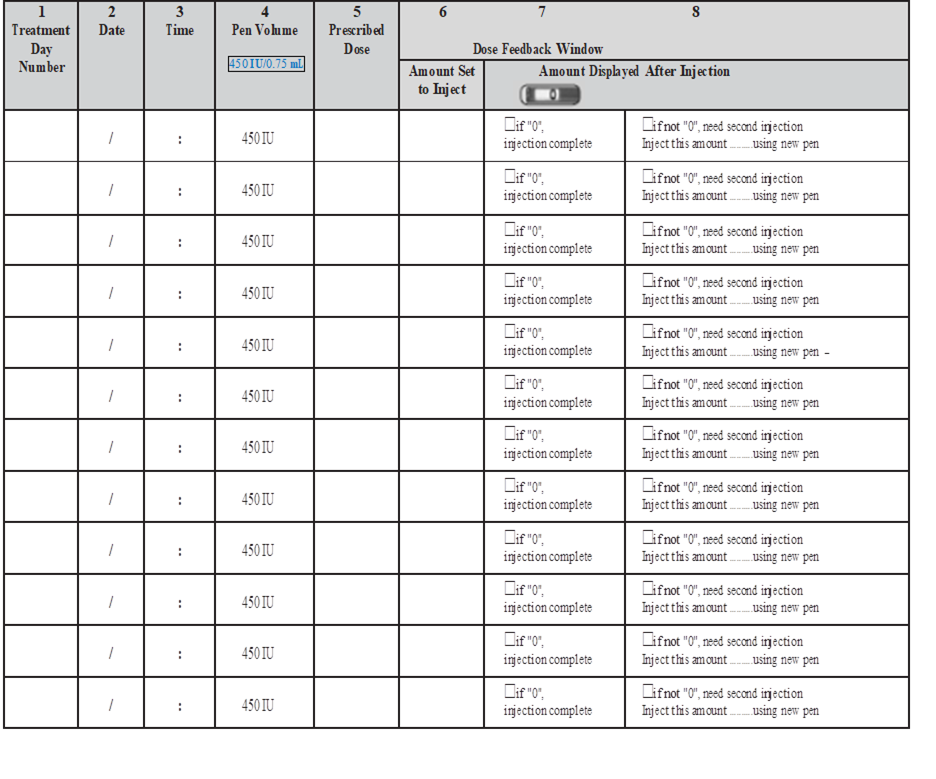 1 2 3 4 5 6 7 8
Treatment Day Number
Date
Time
Pen Volume
450 IU/0.75 mL
Prescribed Dose
Dose Feedback Window
Amount Set to Inject
Amount Displayed After Injection
0
/ : 450 IU ☐if "0", ☐if not "0", need second injection
injection complete Inject this amount ..........using new pen
/ : 450 IU ☐if "0", ☐if not "0", need second injection
injection complete Inject this amount ..........using new pen
/ : 450 IU ☐if "0", ☐if not "0", need second injection
injection complete Inject this amount ..........using new pen
/ : 450 IU ☐if "0", ☐if not "0", need second injection
injection complete Inject this amount ..........using new pen
/ : 450 IU ☐if "0", ☐if not "0", need second injection
injection complete Inject this amount ..........using new pen –
/ : 450 IU ☐if "0", ☐if not "0", need second injection
injection complete Inject this amount ..........using new pen
/ : 450 IU ☐if "0", ☐if not "0", need second injection
injection complete Inject this amount ..........using new pen
/ : 450 IU ☐if "0", ☐if not "0", need second injection
injection complete Inject this amount ..........using new pen
/ : 450 IU ☐if "0", ☐if not "0", need second injection
injection complete Inject this amount ..........using new pen
/ : 450 IU ☐if "0", ☐if not "0", need second injection
injection complete Inject this amount ..........using new pen
/ : 450 IU ☐if "0", ☐if not "0", need second injection
injection complete Inject this amount ..........using new pen
/ : 450 IU ☐if "0", ☐if not "0", need second injection
injection complete Inject this amount ..........using new pen